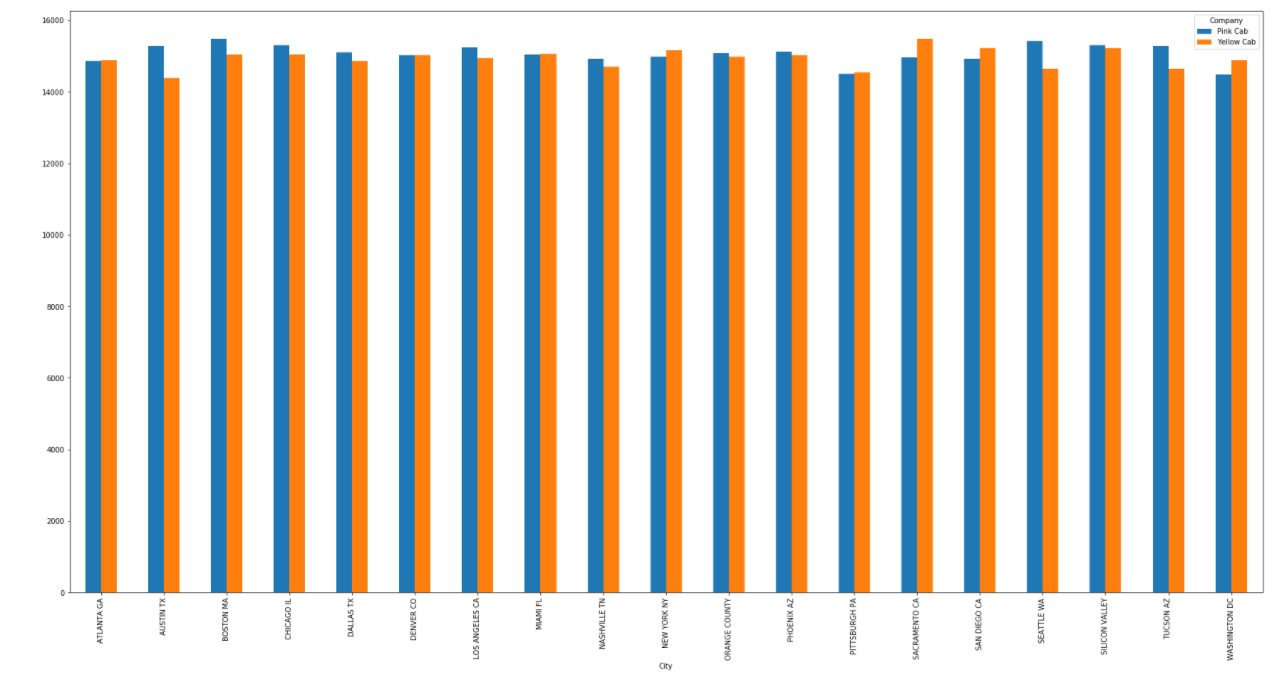 16000
14000
12000
10000
8000
6000
4000
2000
0
Company
Pink Cab
Yellow Cab
ATLANTA GA
AUSTIN TX
BOSTON MA
CHICAGO IL
DALLAS TX
DENVER CO
LOS ANGELES CA
MIAMI FL
NASHVILLE TN
NEW YORK NY
ORANGE COUNTY
PHOENIX AZ
PITTSBURGH PA
SACRAMENTO CA
SAN DIEGO CA
SEATTLE WA
SILICON VALLEY
TUCSON AZ
WASHINGTON DC
City